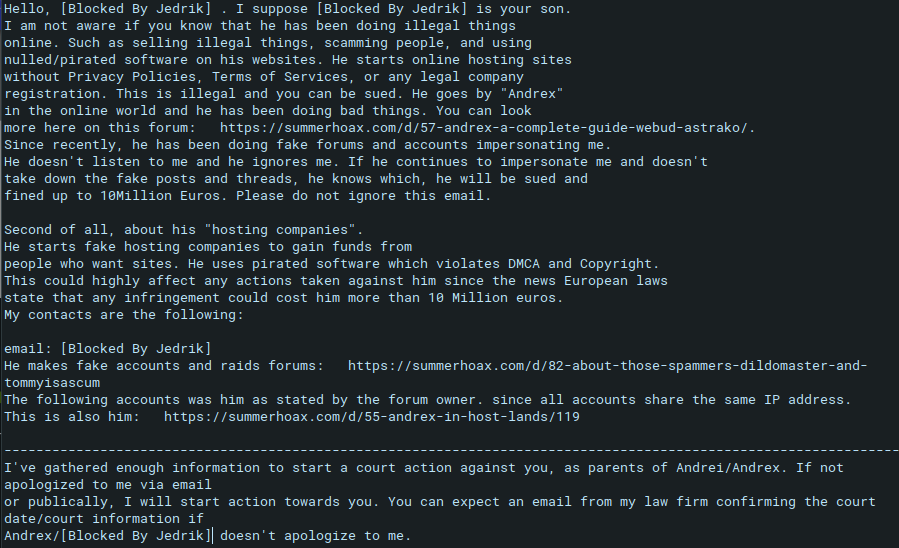 Hello, [Blocked By Jedrik] . I suppose [Blocked By Jedrik] is your son.
I am not aware if you know that he has been doing illegal things
online. Such as selling illegal things, scamming people, and using
nulled/pirated software on his websites. He starts online hosting sites
without Privacy Policies, Terms of Services, or any legal company
registration. This is illegal and you can be sued. He goes by "Andrex"
in the online world and he has been doing bad things. You can look
more here on this forum:   https://summerhoax.com/d/57-andrex-a-complete-guide-webud-astrako/.
Since recently, he has been doing fake forums and accounts impersonating me.
He doesn't listen to me and he ignores me. If he continues to impersonate me and doesn't
take down the fake posts and threads, he knows which, he will be sued and
fined up to 10Million Euros. Please do not ignore this email.

Second of all, about his "hosting companies".
He starts fake hosting companies to gain funds from
people who want sites. He uses pirated software which violates DMCA and Copyright.
This could highly affect any actions taken against him since the news European laws
state that any infringement could cost him more than 10 Million euros.
My contacts are the following:

email: [Blocked By Jedrik]
He makes fake accounts and raids forums:   https://summerhoax.com/d/82-about-those-spammers-dildomaster-and-
tommyisascum
The following accounts was him as stated by the forum owner. since all accounts share the same IP address.
This is also him:   https://summerhoax.com/d/55-andrex-in-host-lands/119

---------------------------------------------------------------------------------------------------------
I've gathered enough information to start a court action against you, as parents of Andrei/Andrex. If not
apologized to me via email
or publically, I will start action towards you. You can expect an email from my law firm confirming the court
date/court information if
Andrex/[Blocked By Jedrik] doesn't apologize to me.